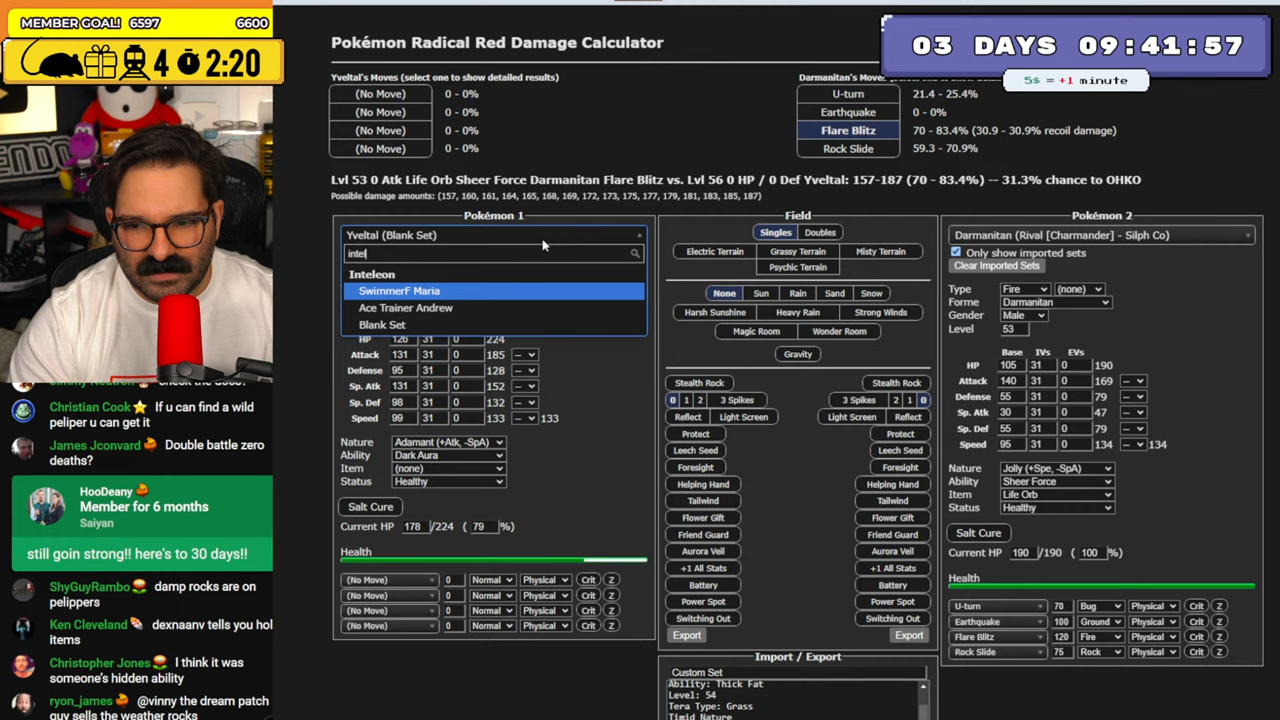 MEMBER GOAL! 6597 6600
4 2:20
03 DAYS 09:41:57
5$ = +1 minute
Pokémon Radical Red Damage Calculator
Yveltal's Moves (select one to show detailed results)
(No Move) 0 - 0%
(No Move) 0 - 0%
(No Move) 0 - 0%
(No Move) 0 - 0%
Darmanitan's Moves
U-turn 21.4 - 25.4%
Earthquake 0 - 0%
Flare Blitz 70 - 83.4% (30.9 - 30.9% recoil damage)
Rock Slide 59.3 - 70.9%
Lvl 53 0 Atk Life Orb Sheer Force Darmanitan Flare Blitz vs. Lvl 56 0 HP / 0 Def Yveltal: 157-187 (70 - 83.4%) -- 31.3% chance to OHKO
Possible damage amounts: (157, 160, 161, 164, 165, 168, 169, 172, 173, 175, 177, 179, 181, 183, 185, 187)
Pokémon 1
Yveltal (Blank Set)
intel
Inteleon
SwimmerF Maria
Ace Trainer Andrew
Blank Set
HP 126 31 0 224
Attack 131 31 0 185 --
Defense 95 31 0 128 --
Sp. Atk 131 31 0 152 --
Sp. Def 98 31 0 132 --
Speed 99 31 0 133 -- 133
Nature Adamant (+Atk, -SpA)
Ability Dark Aura
Item (none)
Status Healthy
Salt Cure
Current HP 178 /224 ( 79 %)
Health
(No Move) 0 Normal Physical Crit Z
(No Move) 0 Normal Physical Crit Z
(No Move) 0 Normal Physical Crit Z
(No Move) 0 Normal Physical Crit Z
Field
Singles Doubles
Electric Terrain Grassy Terrain Misty Terrain
Psychic Terrain
None Sun Rain Sand Snow
Harsh Sunshine Heavy Rain Strong Winds
Magic Room Wonder Room
Gravity
Stealth Rock Stealth Rock
0 1 2 3 Spikes 3 Spikes 2 1 0
Reflect Light Screen Light Screen Reflect
Protect Protect
Leech Seed Leech Seed
Foresight Foresight
Helping Hand Helping Hand
Tailwind Tailwind
Flower Gift Flower Gift
Friend Guard Friend Guard
Aurora Veil Aurora Veil
+1 All Stats +1 All Stats
Battery Battery
Power Spot Power Spot
Switching Out Switching Out
Export Export
Import / Export
Custom Set
Ability: Thick Fat
Level: 54
Tera Type: Grass
Timid Nature
Pokémon 2
Darmanitan (Rival [Charmander] - Silph Co)
Only show imported sets
Clear Imported Sets
Type Fire (none)
Forme Darmanitan
Gender Male
Level 53
Base IVs EVs
HP 105 31 0 190
Attack 140 31 0 169 --
Defense 55 31 0 79 --
Sp. Atk 30 31 0 47 --
Sp. Def 55 31 0 79 --
Speed 95 31 0 134 -- 134
Nature Jolly (+Spe, -SpA)
Ability Sheer Force
Item Life Orb
Status Healthy
Salt Cure
Current HP 190 /190 ( 100 %)
Health
U-turn 70 Bug Physical Crit Z
Earthquake 100 Ground Physical Crit Z
Flare Blitz 120 Fire Physical Crit Z
Rock Slide 75 Rock Physical Crit Z
Christian Cook If u can find a wild
peliper u can get it
James Jconvard Double battle zero
deaths?
HooDeany
Member for 6 months
Saiyan
still goin strong!! here's to 30 days!!
ShyGuyRambo damp rocks are on
pelippers
Ken Cleveland dexnaanv tells you hol
items
Christopher Jones I think it was
someone's hidden ability
ryon_james @vinny the dream patch
guy sells the weather rocks